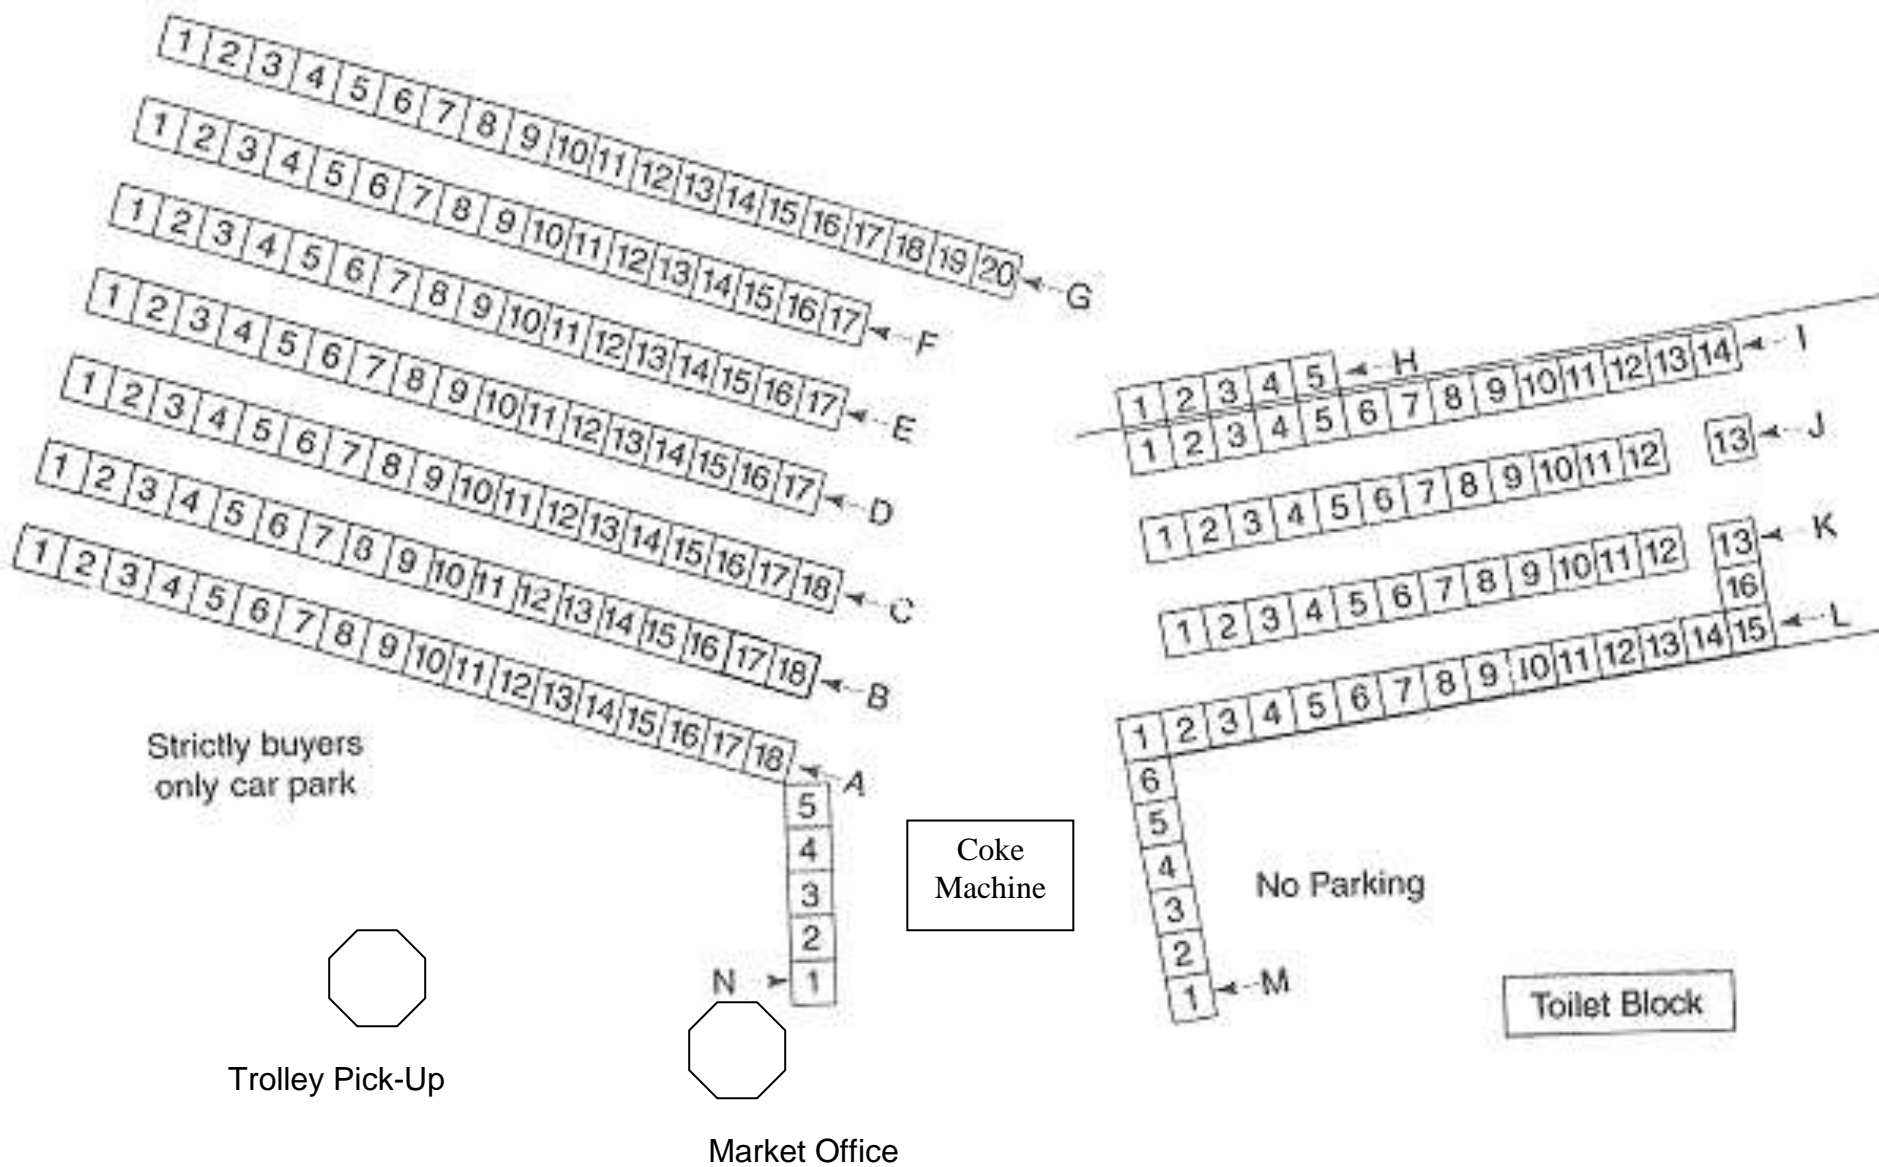 1 2 3 4 5 6 7 8 9 10 11 12 13 14 15 16 17 18 19 20 G
1 2 3 4 5 6 7 8 9 10 11 12 13 14 15 16 17 F
1 2 3 4 5 6 7 8 9 10 11 12 13 14 15 16 17 E
1 2 3 4 5 6 7 8 9 10 11 12 13 14 15 16 17 D
1 2 3 4 5 6 7 8 9 10 11 12 13 14 15 16 17 18 C
1 2 3 4 5 6 7 8 9 10 11 12 13 14 15 16 17 18 B
1 2 3 4 5 6 7 8 9 10 11 12 13 14 15 16 17 18 A
5
4
3
2
N 1
1 2 3 4 5 H
1 2 3 4 5 6 7 8 9 10 11 12 13 14 I
1 2 3 4 5 6 7 8 9 10 11 12 13 J
1 2 3 4 5 6 7 8 9 10 11 12 13 K
16
1 2 3 4 5 6 7 8 9 10 11 12 13 14 15 L
6
5
4
3
2
1 M
Strictly buyers
only car park
Coke
Machine
No Parking
Toilet Block
Trolley Pick-Up
Market Office